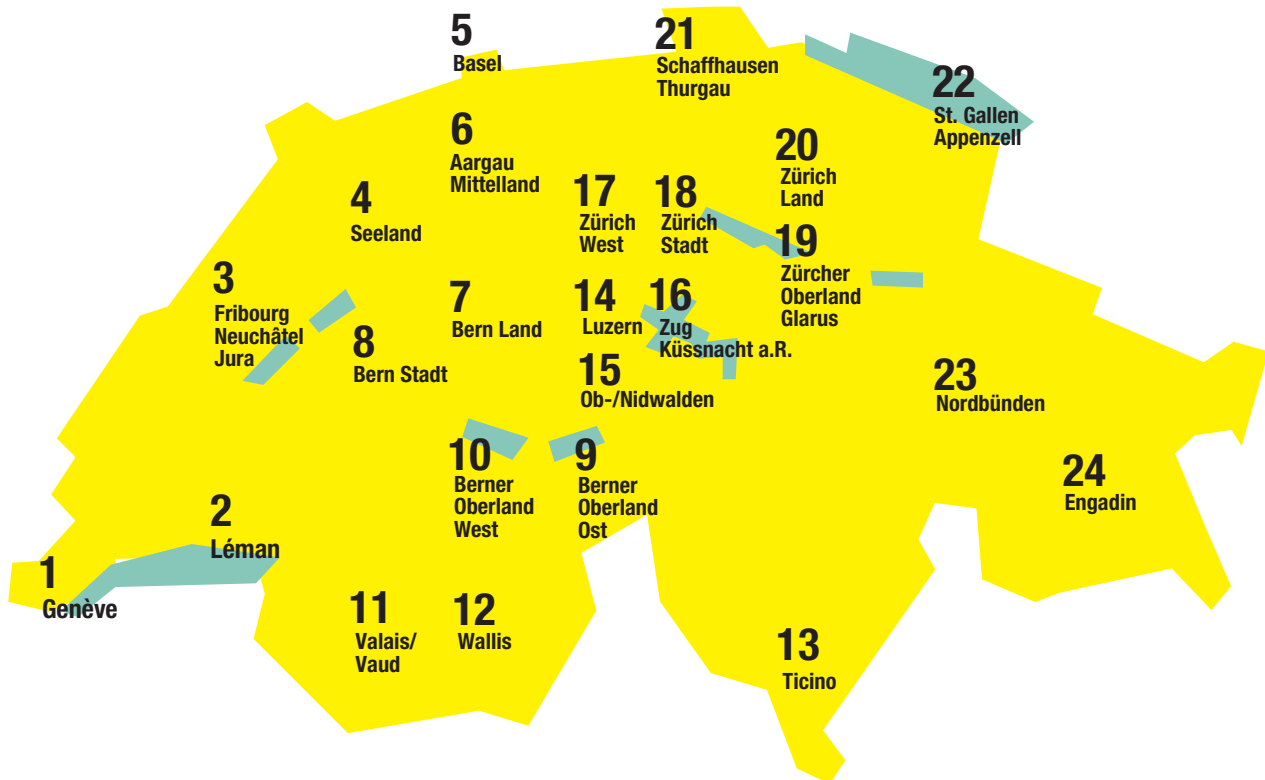 5
Basel
21
Schaffhausen
Thurgau
22
St. Gallen
Appenzell
6
Aargau
Mittelland
20
Zürich
Land
4
Seeland
17
Zürich
West
18
Zürich
Stadt
19
Zürcher
Oberland
Glarus
3
Fribourg
Neuchâtel
Jura
7
Bern Land
14
Luzern
16
Zug
Küssnacht a.R.
8
Bern Stadt
15
Ob-/Nidwalden
23
Nordbünden
10
Berner
Oberland
West
9
Berner
Oberland
Ost
24
Engadin
2
Léman
1
Genève
11
Valais/
Vaud
12
Wallis
13
Ticino